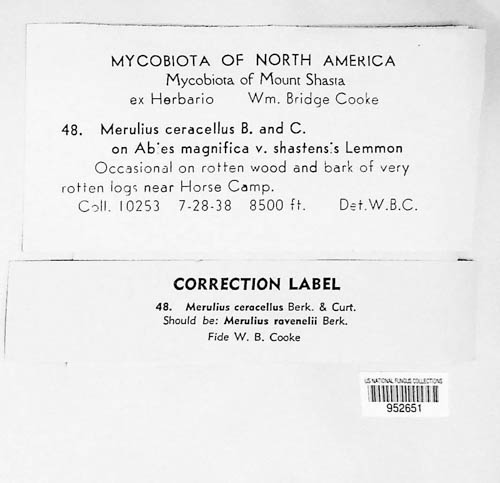 MYCOBIOTA OF NORTH AMERICA
Mycobiota of Mount Shasta
ex Herbario Wm. Bridge Cooke
48. Merulius ceracellus B. and C.
on Abies magnifica v. shastensis Lemmon
Occasional on rotten wood and bark of very
rotten logs near Horse Camp.
Coll. 10253 7-28-38 8500 ft. Det. W.B.C.
CORRECTION LABEL
48. Merulius ceracellus Berk. & Curt.
Should be: Merulius ravenelii Berk.
Fide W. B. Cooke
US NATIONAL FUNGUS COLLECTIONS
952651